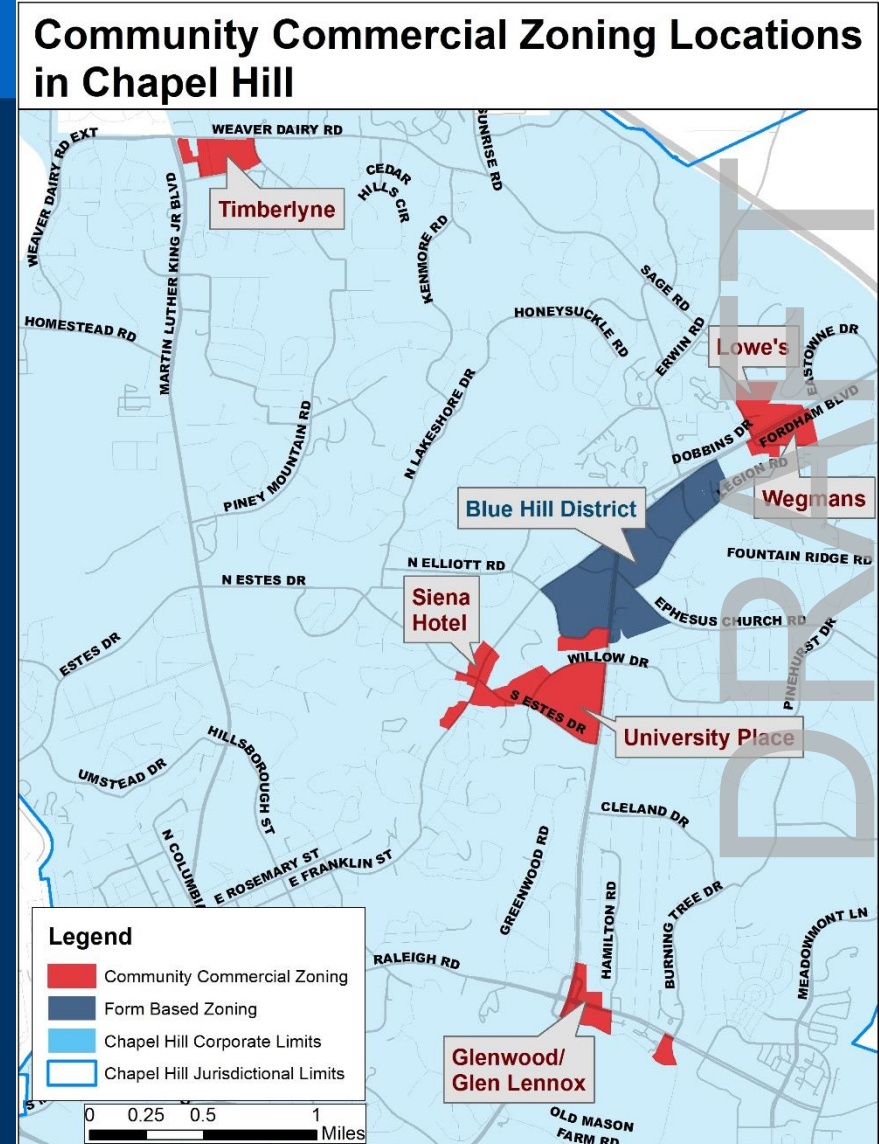 Community Commercial Zoning Locations
in Chapel Hill
WEAVER DAIRY RD EXT
WEAVER DAIRY RD
SUNRISE RD
CEDAR
HILLS CIR
Timberlyne
MARTIN LUTHER KING JR BLVD
KENMORE RD
HOMESTEAD RD
SAGE RD
HONEYSUCKLE RD
ERWIN RD
Lowe's
EASTOWNE DR
N LAKESHORE DR
PINEY MOUNTAIN RD
DOBBINS DR
FORDHAM BLVD
LEGION RD
Wegmans
Blue Hill District
N ELLIOTT RD
FOUNTAIN RIDGE RD
N ESTES DR
Siena
Hotel
EPHESUS CHURCH RD
ESTES DR
WILLOW DR
PINEHURST DR
S ESTES DR
University Place
HILLSBOROUGH ST
UMSTEAD DR
CLELAND DR
N COLUMBIA
E ROSEMARY ST
E FRANKLIN ST
GREENWOOD RD
HAMILTON RD
BURNING TREE DR
MEADOWMONT LN
RALEIGH RD
Glenwood/
Glen Lennox
OLD MASON
FARM RD
DRAFT
Legend
Community Commercial Zoning
Form Based Zoning
Chapel Hill Corporate Limits
Chapel Hill Jurisdictional Limits
0 0.25 0.5 1
Miles